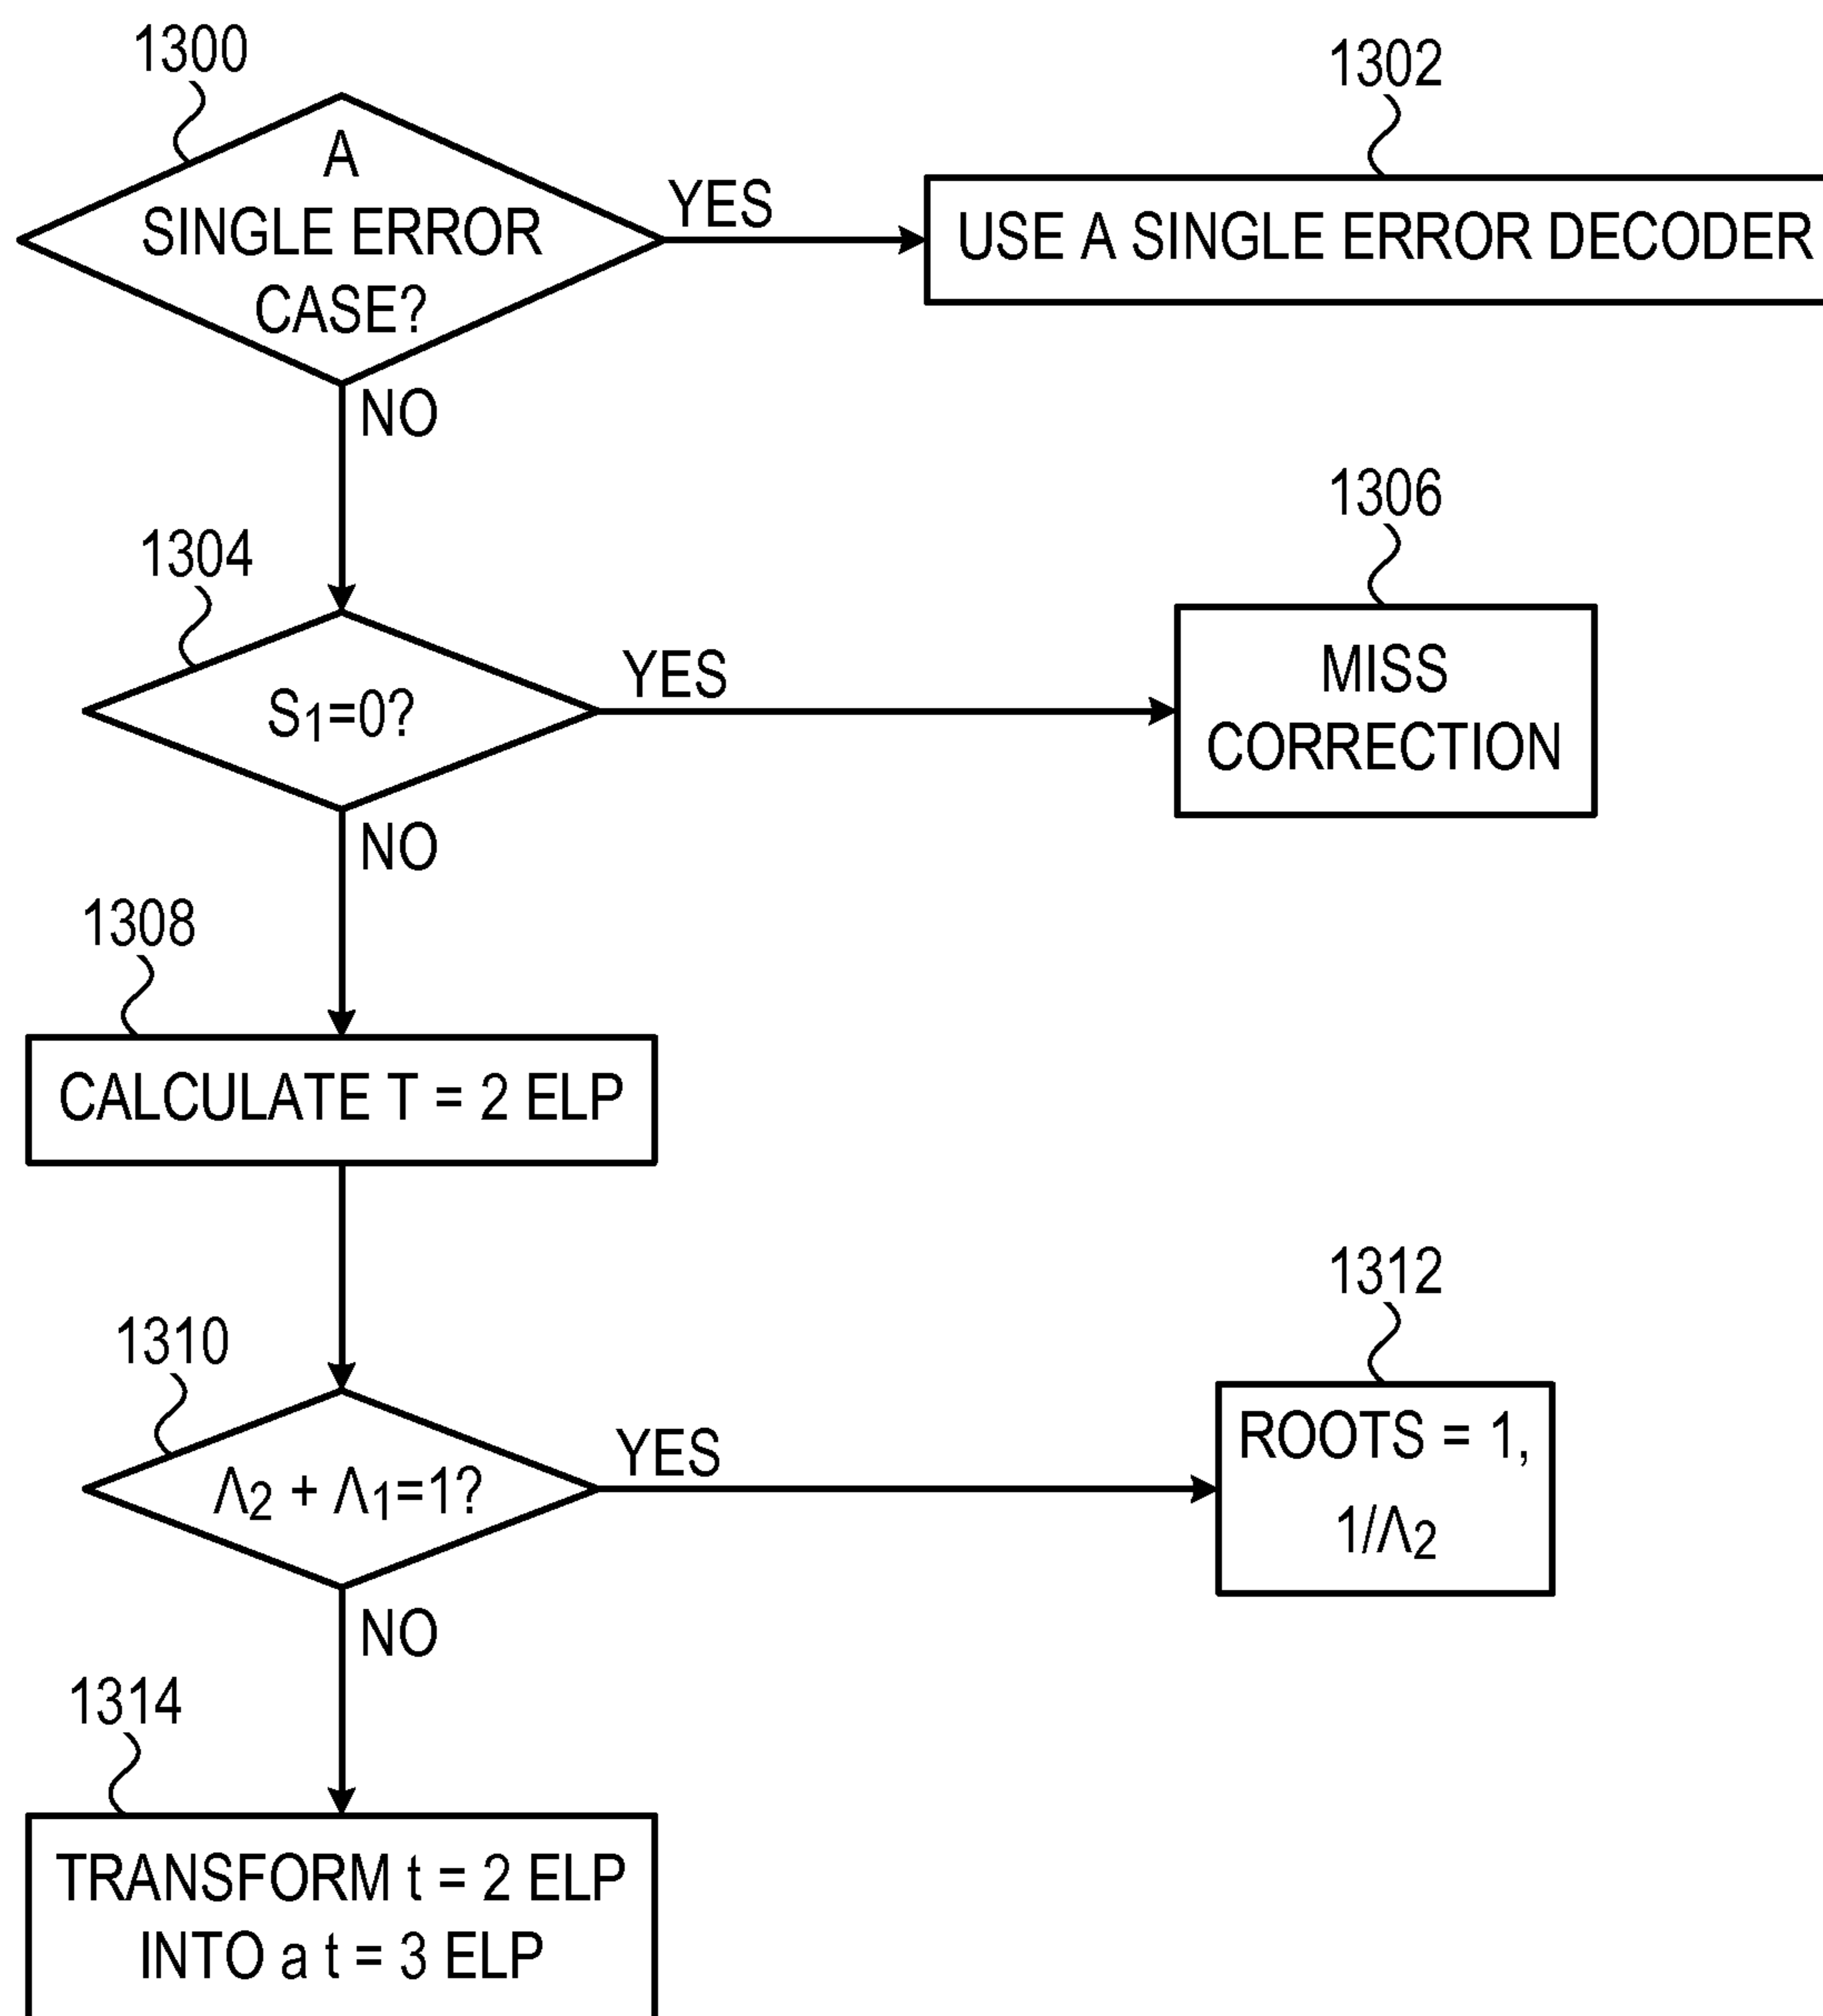 1300
1302
A
SINGLE ERROR
CASE?
YES
USE A SINGLE ERROR DECODER
NO
1304
1306
S1=0?
YES
MISS
CORRECTION
NO
1308
CALCULATE T = 2 ELP
1310
1312
Λ2 + Λ1=1?
YES
ROOTS = 1,
1/Λ2
NO
1314
TRANSFORM t = 2 ELP
INTO a t = 3 ELP